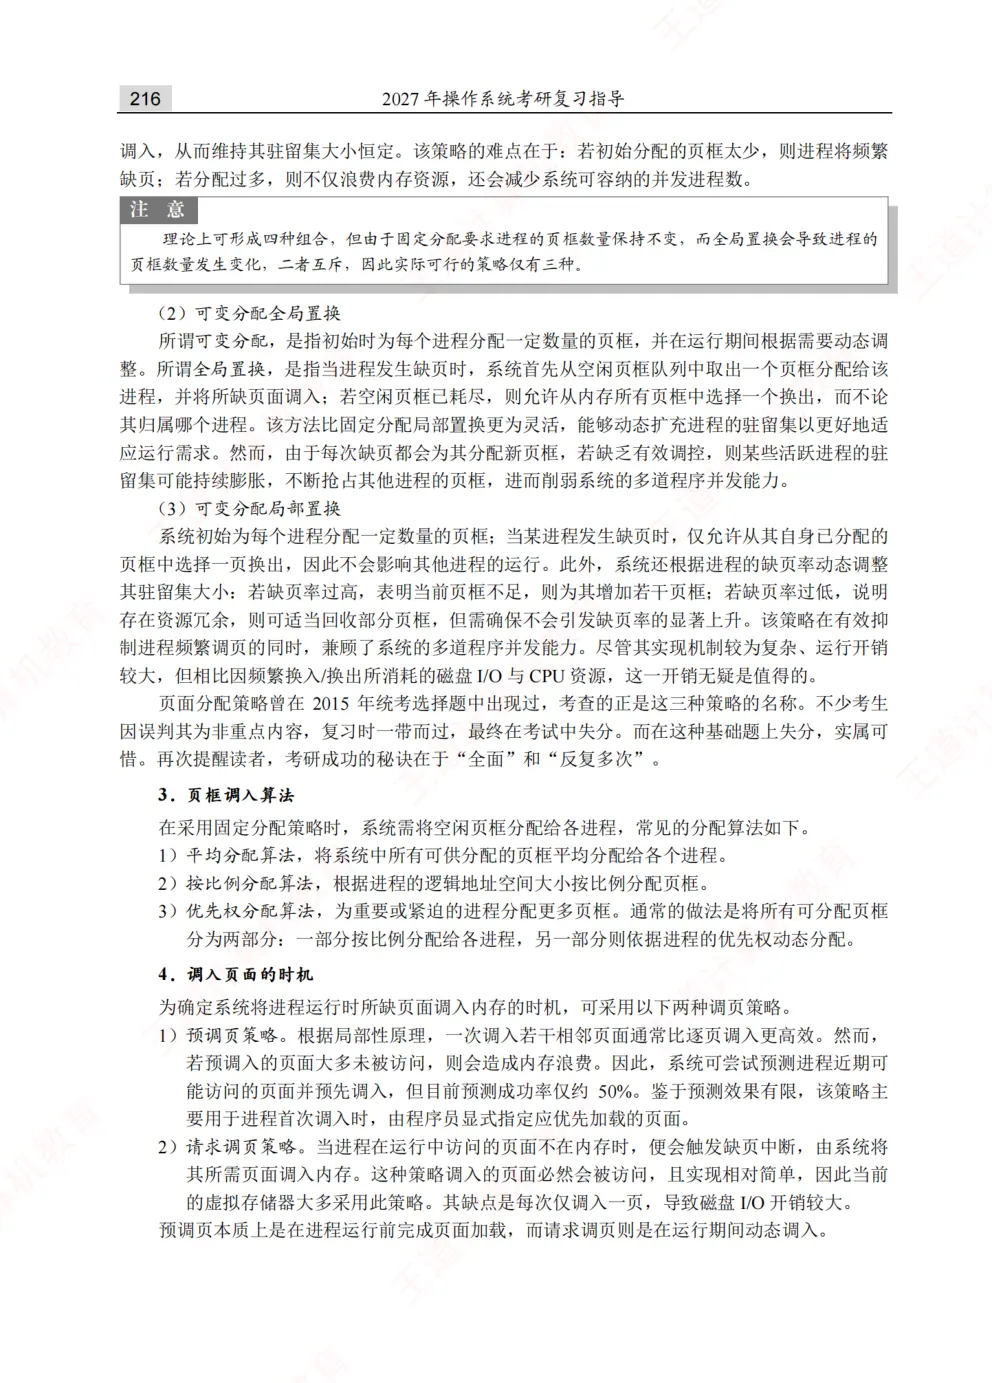 216
2027 年操作系统考研复习指导
调入，从而维持其驻留集大小恒定。该策略的难点在于：若初始分配的页框太少，则进程将频繁
缺页；若分配过多，则不仅浪费内存资源，还会减少系统可容纳的并发进程数。
注 意
理论上可形成四种组合，但由于固定分配要求进程的页框数量保持不变，而全局置换会导致进程的
页框数量发生变化，二者互斥，因此实际可行的策略仅有三种。
（2）可变分配全局置换
所谓可变分配，是指初始时为每个进程分配一定数量的页框，并在运行期间根据需要动态调
整。所谓全局置换，是指当进程发生缺页时，系统首先从空闲页框队列中取出一个页框分配给该
进程，并将所缺页面调入；若空闲页框已耗尽，则允许从内存所有页框中选择一个换出，而不论
其归属哪个进程。该方法比固定分配局部置换更为灵活，能够动态扩充进程的驻留集以更好地适
应运行需求。然而，由于每次缺页都会为其分配新页框，若缺乏有效调控，则某些活跃进程的驻
留集可能持续膨胀，不断抢占其他进程的页框，进而削弱系统的多道程序并发能力。
（3）可变分配局部置换
系统初始为每个进程分配一定数量的页框；当某进程发生缺页时，仅允许从其自身已分配的
页框中选择一页换出，因此不会影响其他进程的运行。此外，系统还根据进程的缺页率动态调整
其驻留集大小：若缺页率过高，表明当前页框不足，则为其增加若干页框；若缺页率过低，说明
存在资源冗余，则可适当回收部分页框，但需确保不会引发缺页率的显著上升。该策略在有效抑
制进程频繁调页的同时，兼顾了系统的多道程序并发能力。尽管其实现机制较为复杂、运行开销
较大，但相比因频繁换入/换出所消耗的磁盘 I/O 与 CPU 资源，这一开销无疑是值得的。
页面分配策略曾在 2015 年统考选择题中出现过，考查的正是这三种策略的名称。不少考生
因误判其为非重点内容，复习时一带而过，最终在考试中失分。而在这种基础题上失分，实属可
惜。再次提醒读者，考研成功的秘诀在于“全面”和“反复多次”。
3．页框调入算法
在采用固定分配策略时，系统需将空闲页框分配给各进程，常见的分配算法如下。
1）平均分配算法，将系统中所有可供分配的页框平均分配给各个进程。
2）按比例分配算法，根据进程的逻辑地址空间大小按比例分配页框。
3）优先权分配算法，为重要或紧迫的进程分配更多页框。通常的做法是将所有可分配页框
分为两部分：一部分按比例分配给各进程，另一部分则依据进程的优先权动态分配。
4．调入页面的时机
为确定系统将进程运行时所缺页面调入内存的时机，可采用以下两种调页策略。
1）预调页策略。根据局部性原理，一次调入若干相邻页面通常比逐页调入更高效。然而，
若预调入的页面大多未被访问，则会造成内存浪费。因此，系统可尝试预测进程近期可
能访问的页面并预先调入，但目前预测成功率仅约 50%。鉴于预测效果有限，该策略主
要用于进程首次调入时，由程序员显式指定应优先加载的页面。
2）请求调页策略。当进程在运行中访问的页面不在内存时，便会触发缺页中断，由系统将
其所需页面调入内存。这种策略调入的页面必然会被访问，且实现相对简单，因此当前
的虚拟存储器大多采用此策略。其缺点是每次仅调入一页，导致磁盘 I/O 开销较大。
预调页本质上是在进程运行前完成页面加载，而请求调页则是在运行期间动态调入。